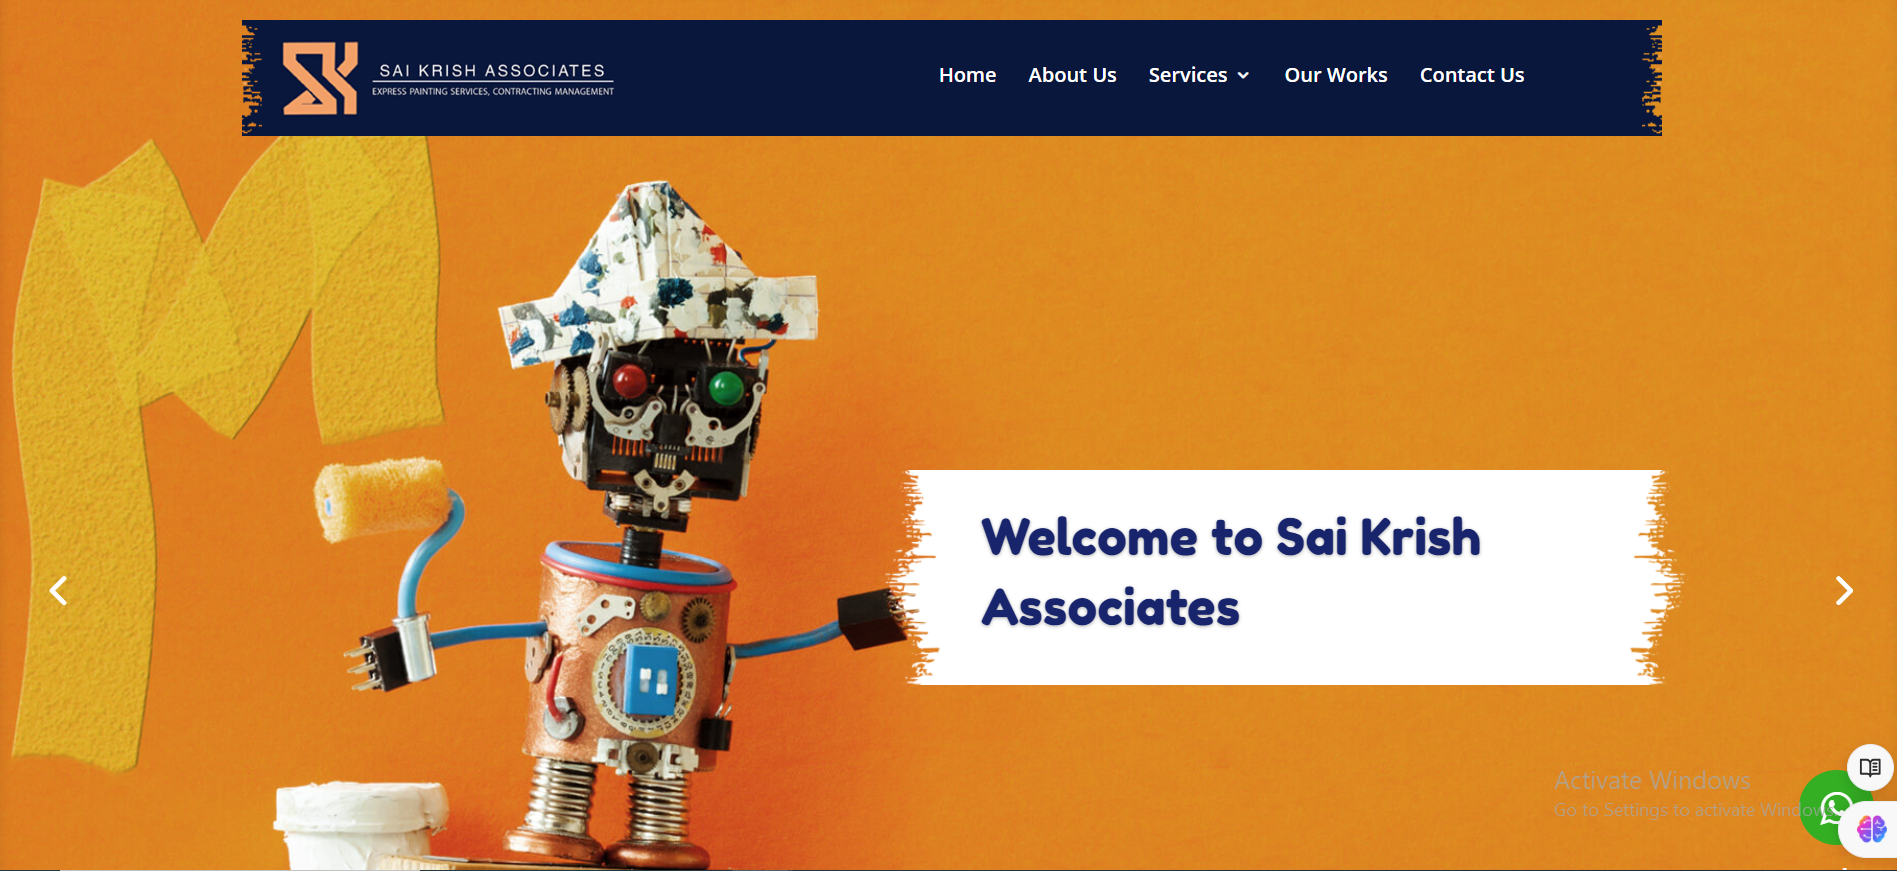 SAI KRISH ASSOCIATES
EXPRESS PAINTING SERVICES, CONTRACTING MANAGEMENT
Home About Us Services Our Works Contact Us
Welcome to Sai Krish
Associates
Activate Windows
Go to Settings to activate Windows